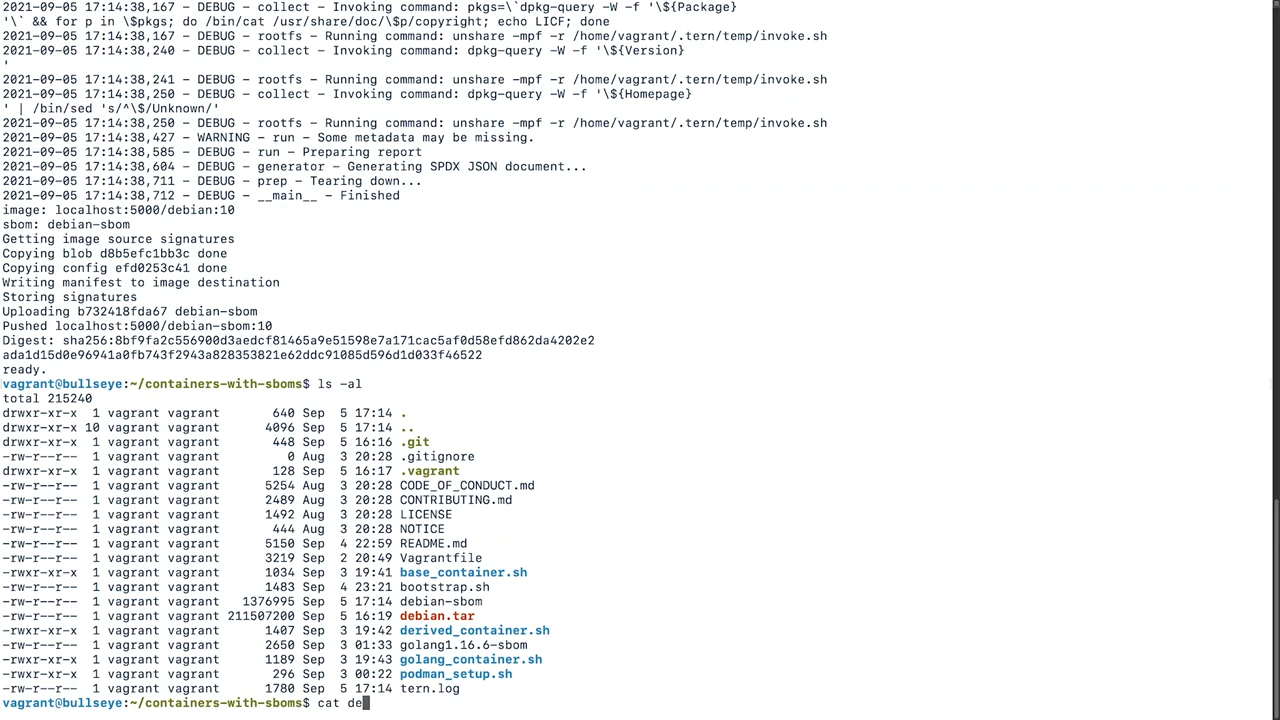 2021-09-05 17:14:38,167 - DEBUG - collect - Invoking command: pkgs=\`dpkg-query -W -f '\${Package}
'\` && for p in \$pkgs; do /bin/cat /usr/share/doc/\$p/copyright; echo LICF; done
2021-09-05 17:14:38,167 - DEBUG - rootfs - Running command: unshare -mpf -r /home/vagrant/.tern/temp/invoke.sh
2021-09-05 17:14:38,240 - DEBUG - collect - Invoking command: dpkg-query -W -f '\${Version}
'
2021-09-05 17:14:38,241 - DEBUG - rootfs - Running command: unshare -mpf -r /home/vagrant/.tern/temp/invoke.sh
2021-09-05 17:14:38,250 - DEBUG - collect - Invoking command: dpkg-query -W -f '\${Homepage}
' | /bin/sed 's/^\$/Unknown/'
2021-09-05 17:14:38,250 - DEBUG - rootfs - Running command: unshare -mpf -r /home/vagrant/.tern/temp/invoke.sh
2021-09-05 17:14:38,427 - WARNING - run - Some metadata may be missing.
2021-09-05 17:14:38,585 - DEBUG - run - Preparing report
2021-09-05 17:14:38,604 - DEBUG - generator - Generating SPDX JSON document...
2021-09-05 17:14:38,711 - DEBUG - prep - Tearing down...
2021-09-05 17:14:38,712 - DEBUG - __main__ - Finished
image: localhost:5000/debian:10
sbom: debian-sbom
Getting image source signatures
Copying blob d8b5efc1bb3c done
Copying config efd0253c41 done
Writing manifest to image destination
Storing signatures
Uploading b732418fda67 debian-sbom
Pushed localhost:5000/debian-sbom:10
Digest: sha256:8bf9fa2c556900d3aedcf81465a9e51598e7a171cac5af0d58efd862da4202e2
ada1d15d0e96941a0fb743f2943a828353821e62ddc91085d596d1d033f46522
ready.
vagrant@bullseye:~/containers-with-sboms$ ls -al
total 215240
drwxr-xr-x  1 vagrant vagrant       640 Sep  5 17:14 .
drwxr-xr-x 10 vagrant vagrant      4096 Sep  5 17:14 ..
drwxr-xr-x  1 vagrant vagrant       448 Sep  5 16:16 .git
-rw-r--r--  1 vagrant vagrant         0 Aug  3 20:28 .gitignore
drwxr-xr-x  1 vagrant vagrant       128 Sep  5 16:17 .vagrant
-rw-r--r--  1 vagrant vagrant      5254 Aug  3 20:28 CODE_OF_CONDUCT.md
-rw-r--r--  1 vagrant vagrant      2489 Aug  3 20:28 CONTRIBUTING.md
-rw-r--r--  1 vagrant vagrant      1492 Aug  3 20:28 LICENSE
-rw-r--r--  1 vagrant vagrant       444 Aug  3 20:28 NOTICE
-rw-r--r--  1 vagrant vagrant      5150 Sep  4 22:59 README.md
-rw-r--r--  1 vagrant vagrant      3219 Sep  2 20:49 Vagrantfile
-rwxr-xr-x  1 vagrant vagrant      1034 Sep  3 19:41 base_container.sh
-rw-r--r--  1 vagrant vagrant      1483 Sep  4 23:21 bootstrap.sh
-rw-r--r--  1 vagrant vagrant   1376995 Sep  5 17:14 debian-sbom
-rw-r--r--  1 vagrant vagrant 211507200 Sep  5 16:19 debian.tar
-rwxr-xr-x  1 vagrant vagrant      1407 Sep  3 19:42 derived_container.sh
-rw-r--r--  1 vagrant vagrant      2650 Sep  3 01:33 golang1.16.6-sbom
-rwxr-xr-x  1 vagrant vagrant      1189 Sep  3 19:43 golang_container.sh
-rwxr-xr-x  1 vagrant vagrant       296 Sep  3 00:22 podman_setup.sh
-rw-r--r--  1 vagrant vagrant      1780 Sep  5 17:14 tern.log
vagrant@bullseye:~/containers-with-sboms$ cat de